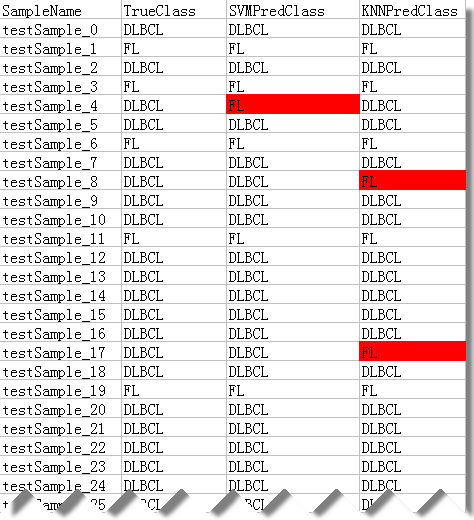 SampleName TrueClass SVMPredClass KNNPredClass
testSample_0 DLBCL DLBCL DLBCL
testSample_1 FL FL FL
testSample_2 DLBCL DLBCL DLBCL
testSample_3 FL FL FL
testSample_4 DLBCL FL DLBCL
testSample_5 DLBCL DLBCL DLBCL
testSample_6 FL FL FL
testSample_7 DLBCL DLBCL DLBCL
testSample_8 DLBCL DLBCL FL
testSample_9 DLBCL DLBCL DLBCL
testSample_10 DLBCL DLBCL DLBCL
testSample_11 FL FL FL
testSample_12 DLBCL DLBCL DLBCL
testSample_13 DLBCL DLBCL DLBCL
testSample_14 DLBCL DLBCL DLBCL
testSample_15 DLBCL DLBCL DLBCL
testSample_16 DLBCL DLBCL DLBCL
testSample_17 DLBCL DLBCL FL
testSample_18 DLBCL DLBCL DLBCL
testSample_19 FL FL FL
testSample_20 DLBCL DLBCL DLBCL
testSample_21 DLBCL DLBCL DLBCL
testSample_22 DLBCL DLBCL DLBCL
testSample_23 DLBCL DLBCL DLBCL
testSample_24 DLBCL DLBCL DLBCL